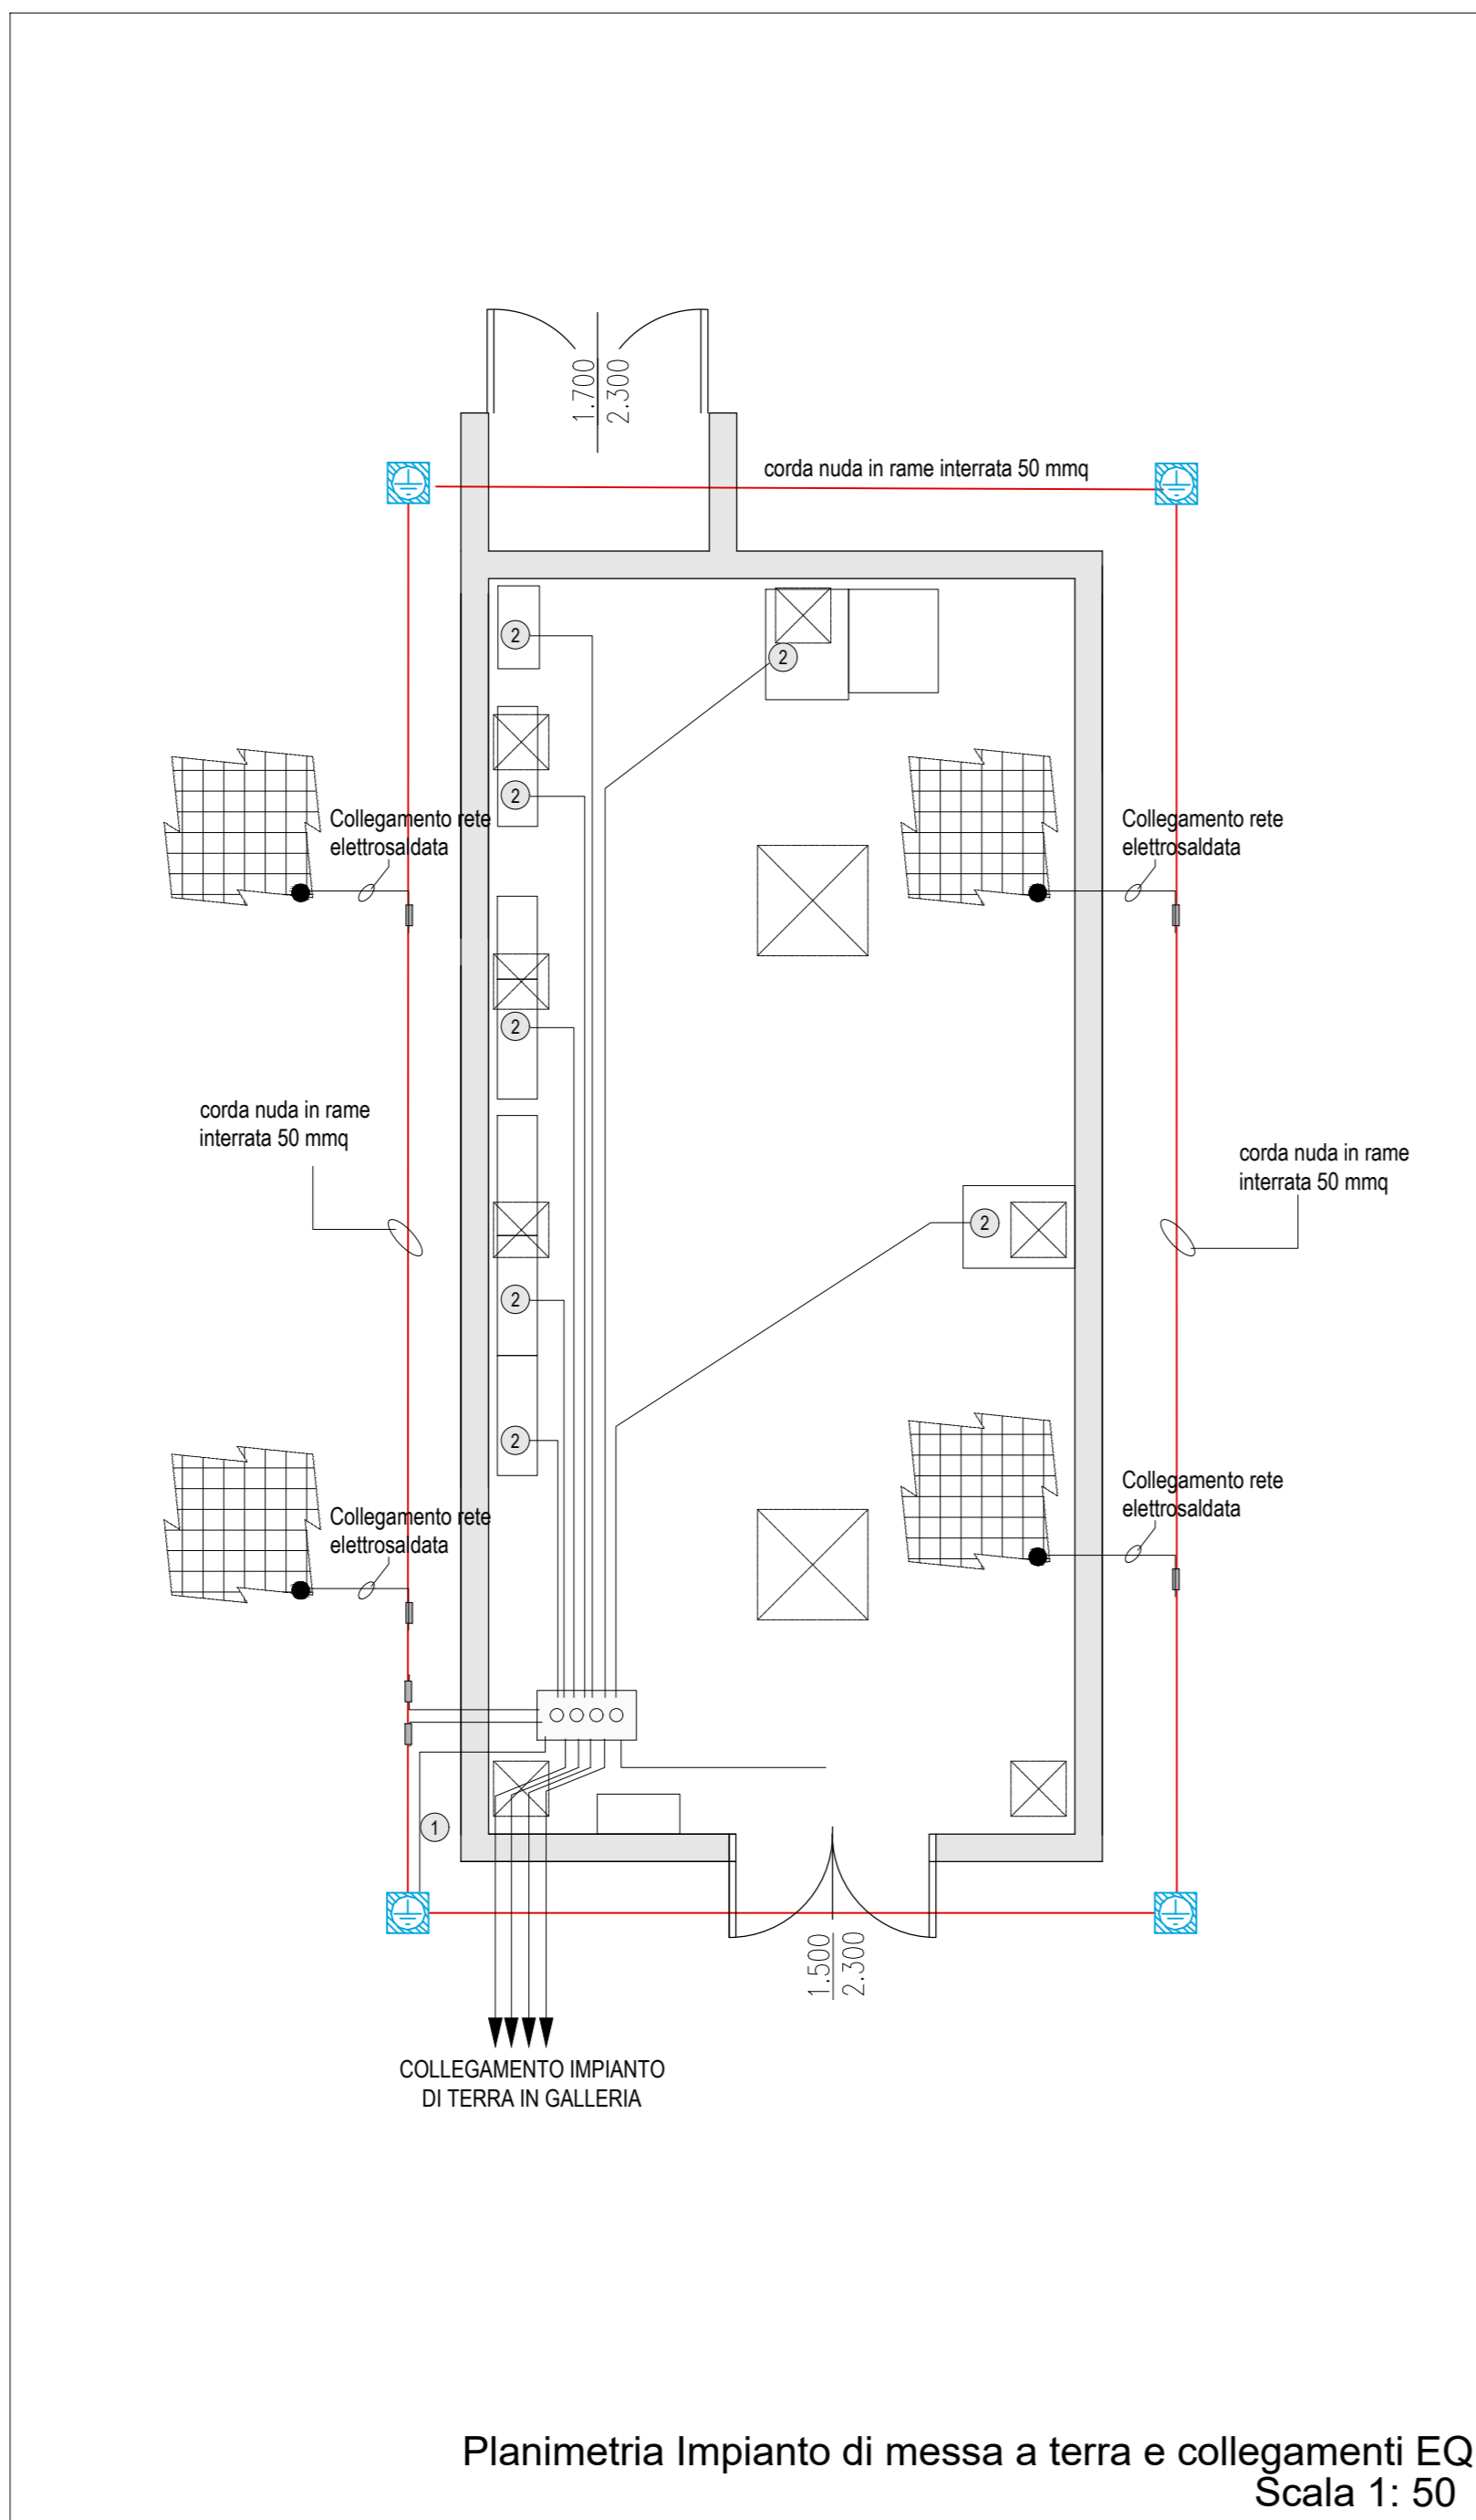 1.700
2.300
corda nuda in rame interrata 50 mmq
2
2
2
Collegamento rete
elettrosaldata
Collegamento rete
elettrosaldata
2
corda nuda in rame
interrata 50 mmq
corda nuda in rame
interrata 50 mmq
2
2
2
Collegamento rete
elettrosaldata
Collegamento rete
elettrosaldata
1
1.500
2.300
COLLEGAMENTO IMPIANTO
DI TERRA IN GALLERIA
Planimetria Impianto di messa a terra e collegamenti EQ
Scala 1: 50